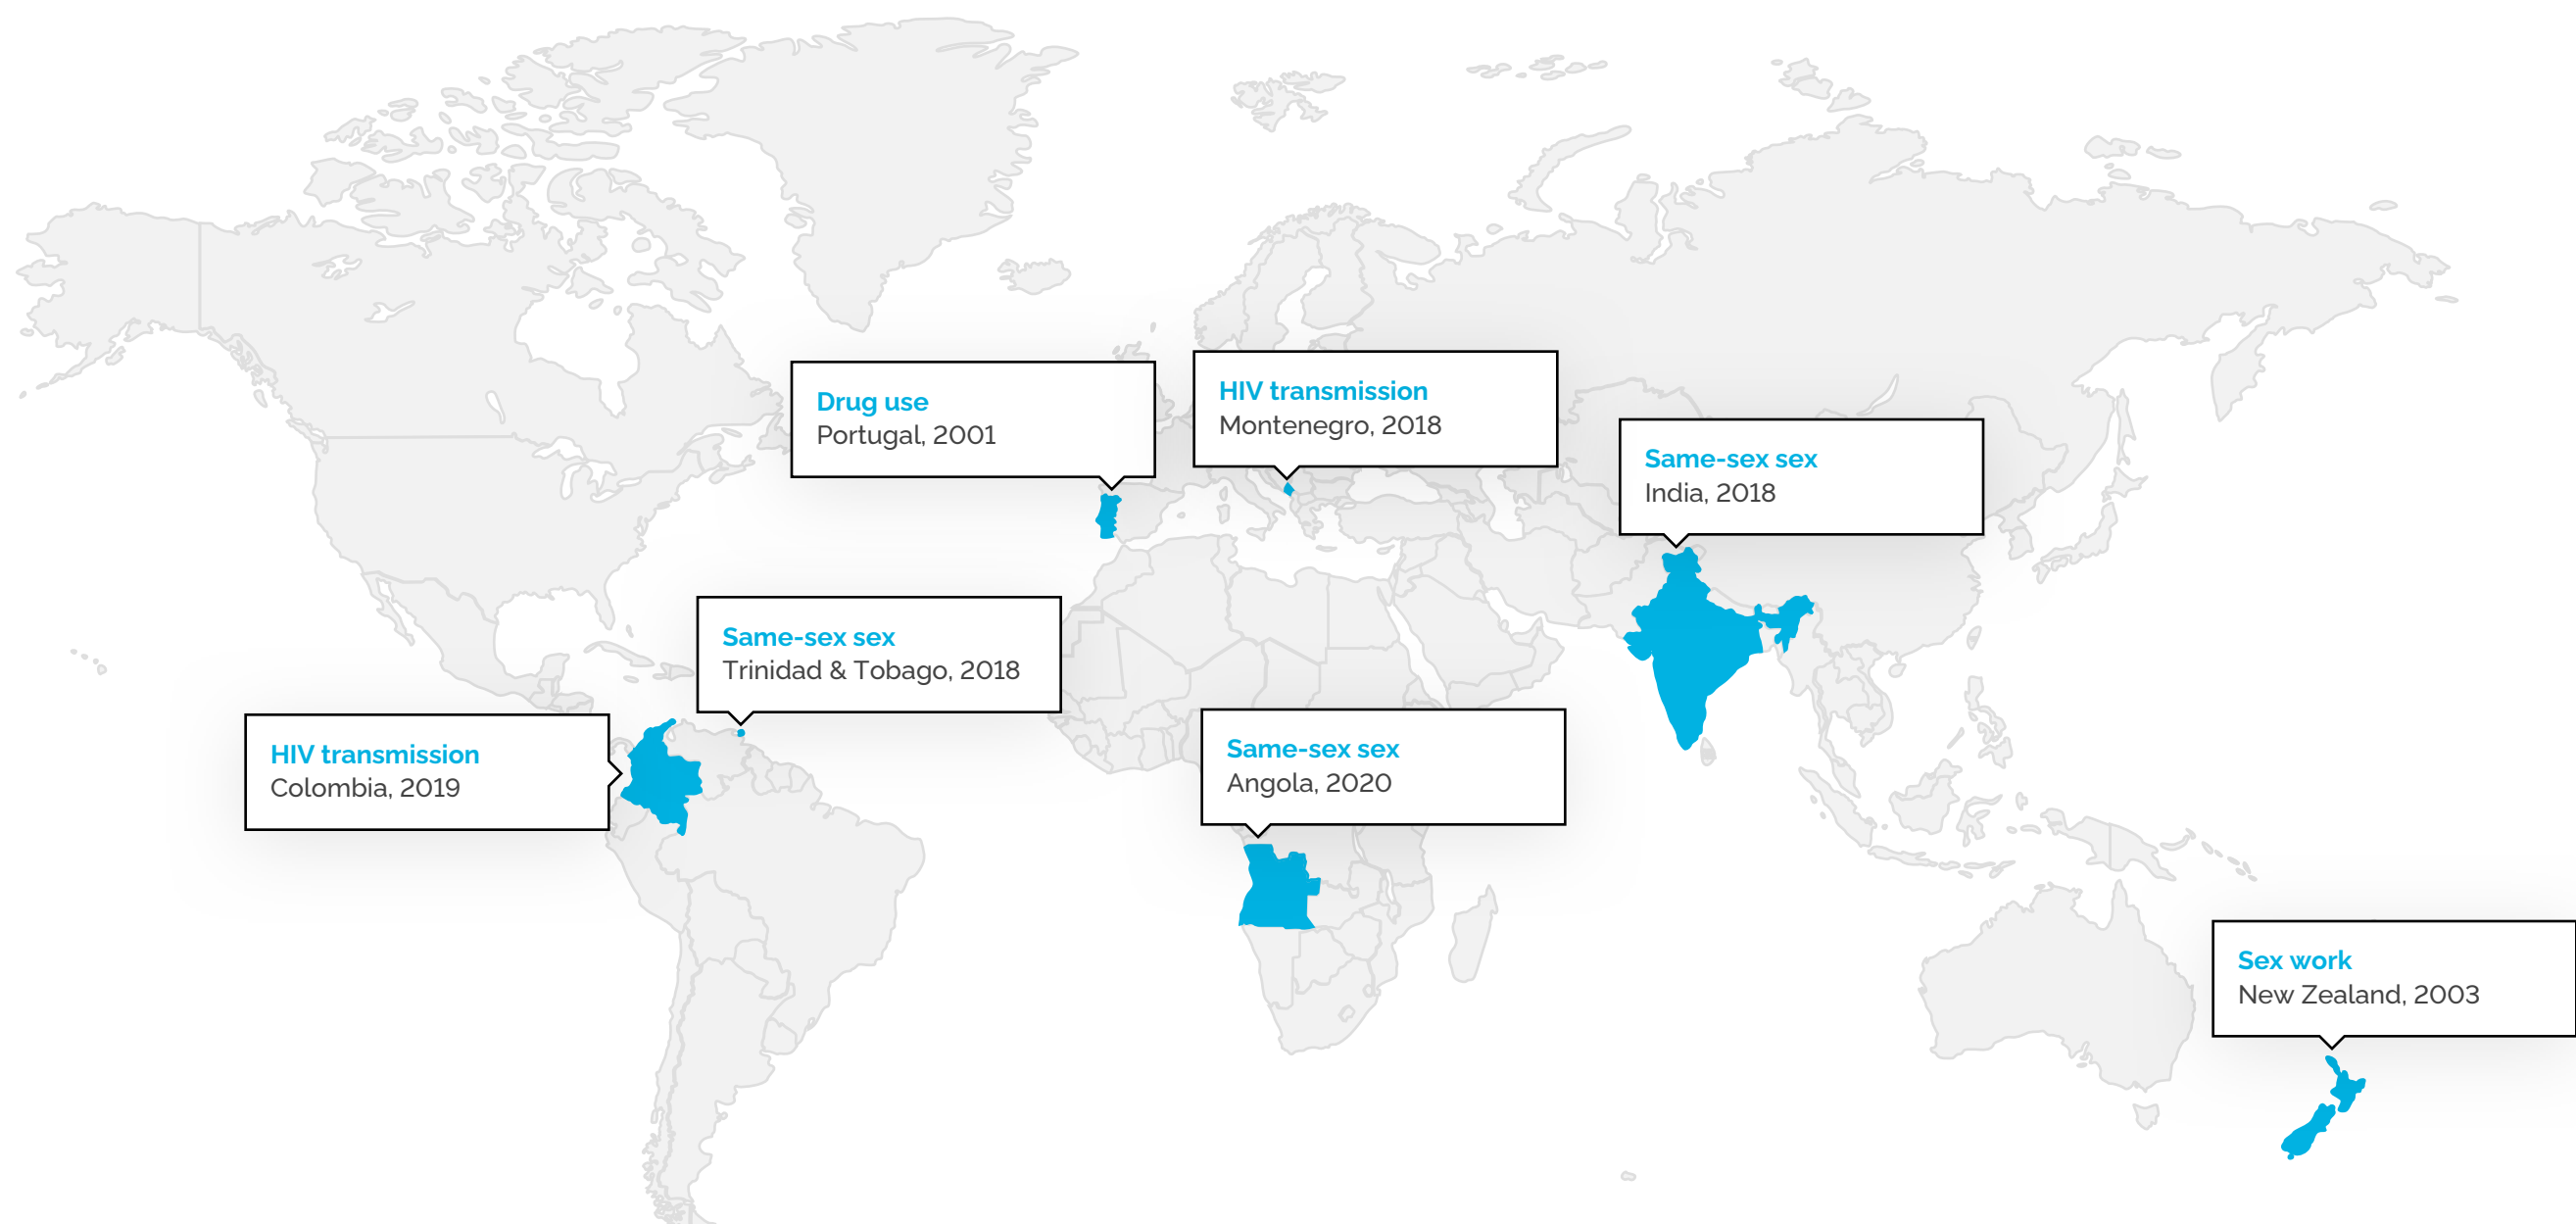 Drug use
Portugal, 2001
HIV transmission
Montenegro, 2018
Same-sex sex
India, 2018
Same-sex sex
Trinidad & Tobago, 2018
HIV transmission
Colombia, 2019
Same-sex sex
Angola, 2020
Sex work
New Zealand, 2003